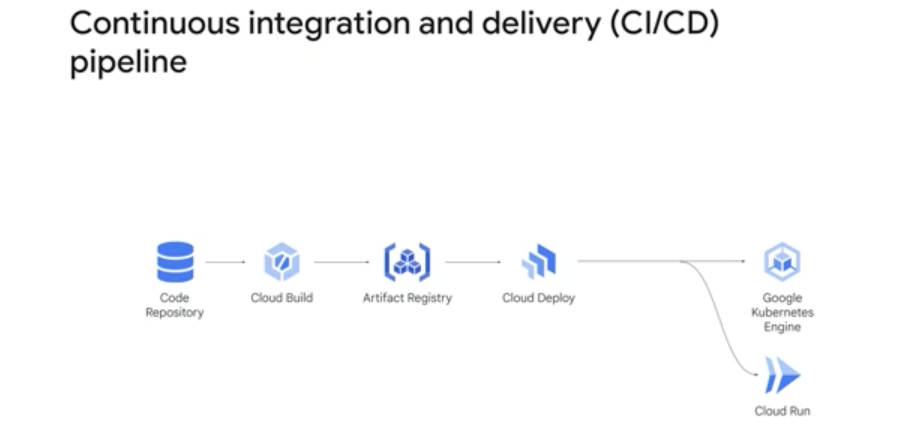 Continuous integration and delivery (CI/CD)
pipeline
Code
Repository
Cloud Build
Artifact Registry
Cloud Deploy
Google
Kubernetes
Engine
Cloud Run